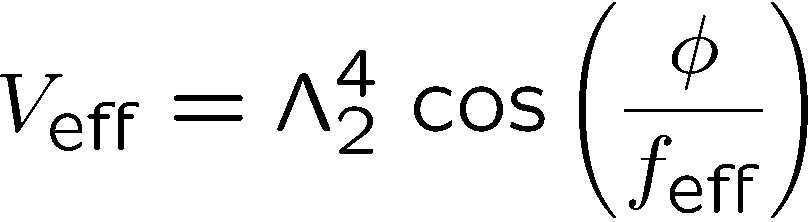 V_eff = Λ_2^4 cos(ϕ/f_eff)